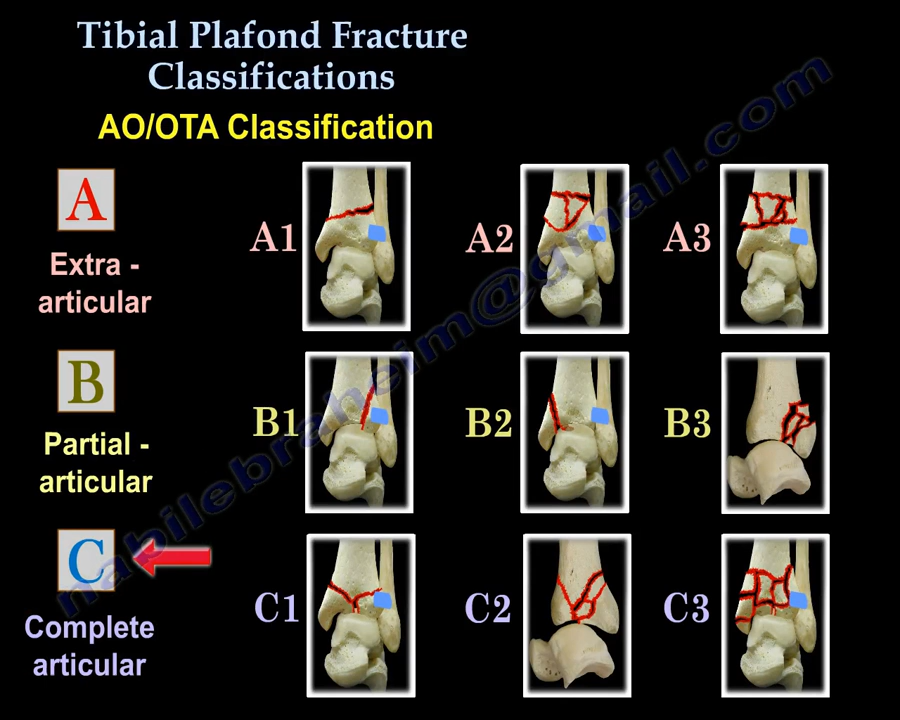 Tibial Plafond Fracture
Classifications
AO/OTA Classification
A
Extra -
articular
A1
A2
A3
B
Partial -
articular
B1
B2
B3
C
Complete
articular
C1
C2
C3
nabilebraheim@gmail.com